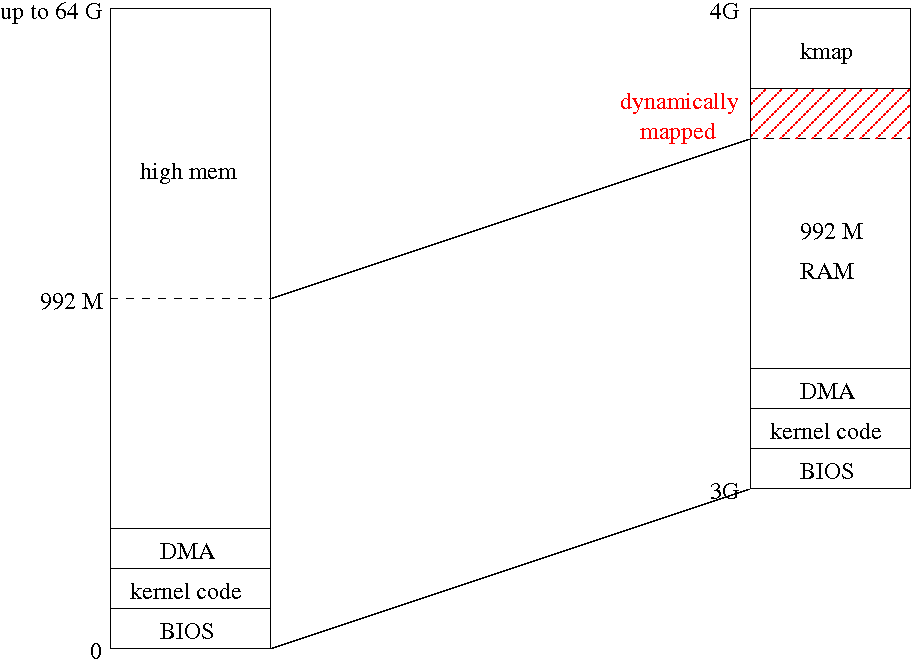 up to 64 G
high mem
992 M
DMA
kernel code
BIOS
0
4G
kmap
dynamically
mapped
992 M
RAM
DMA
kernel code
BIOS
3G